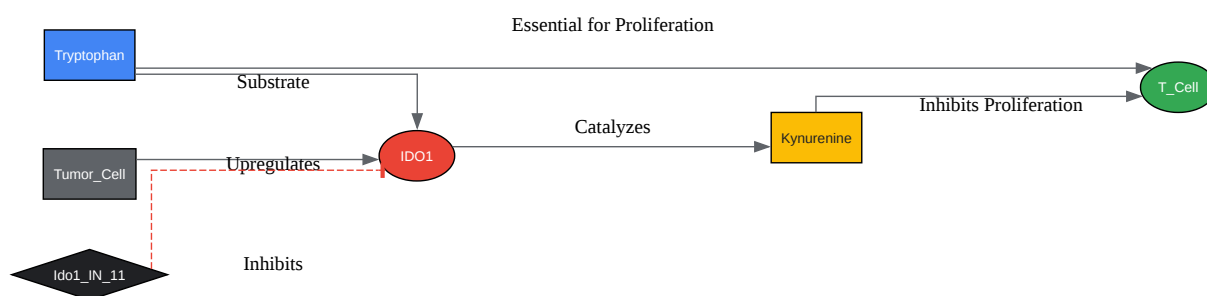 Essential for Proliferation
Tryptophan
Substrate
T_Cell
Inhibits Proliferation
Catalyzes
Kynurenine
IDO1
Upregulates
Tumor_Cell
Inhibits
Ido1_IN_11